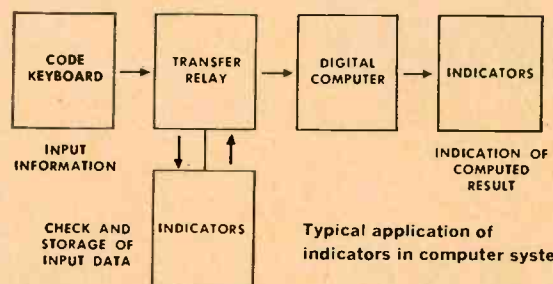 CODE
KEYBOARD
TRANSFER
RELAY
DIGITAL
COMPUTER
INDICATORS
INPUT
INFORMATION
INDICATION OF
COMPUTED
RESULT
CHECK AND
STORAGE OF
INPUT DATA
INDICATORS
Typical application of
indicators in computer